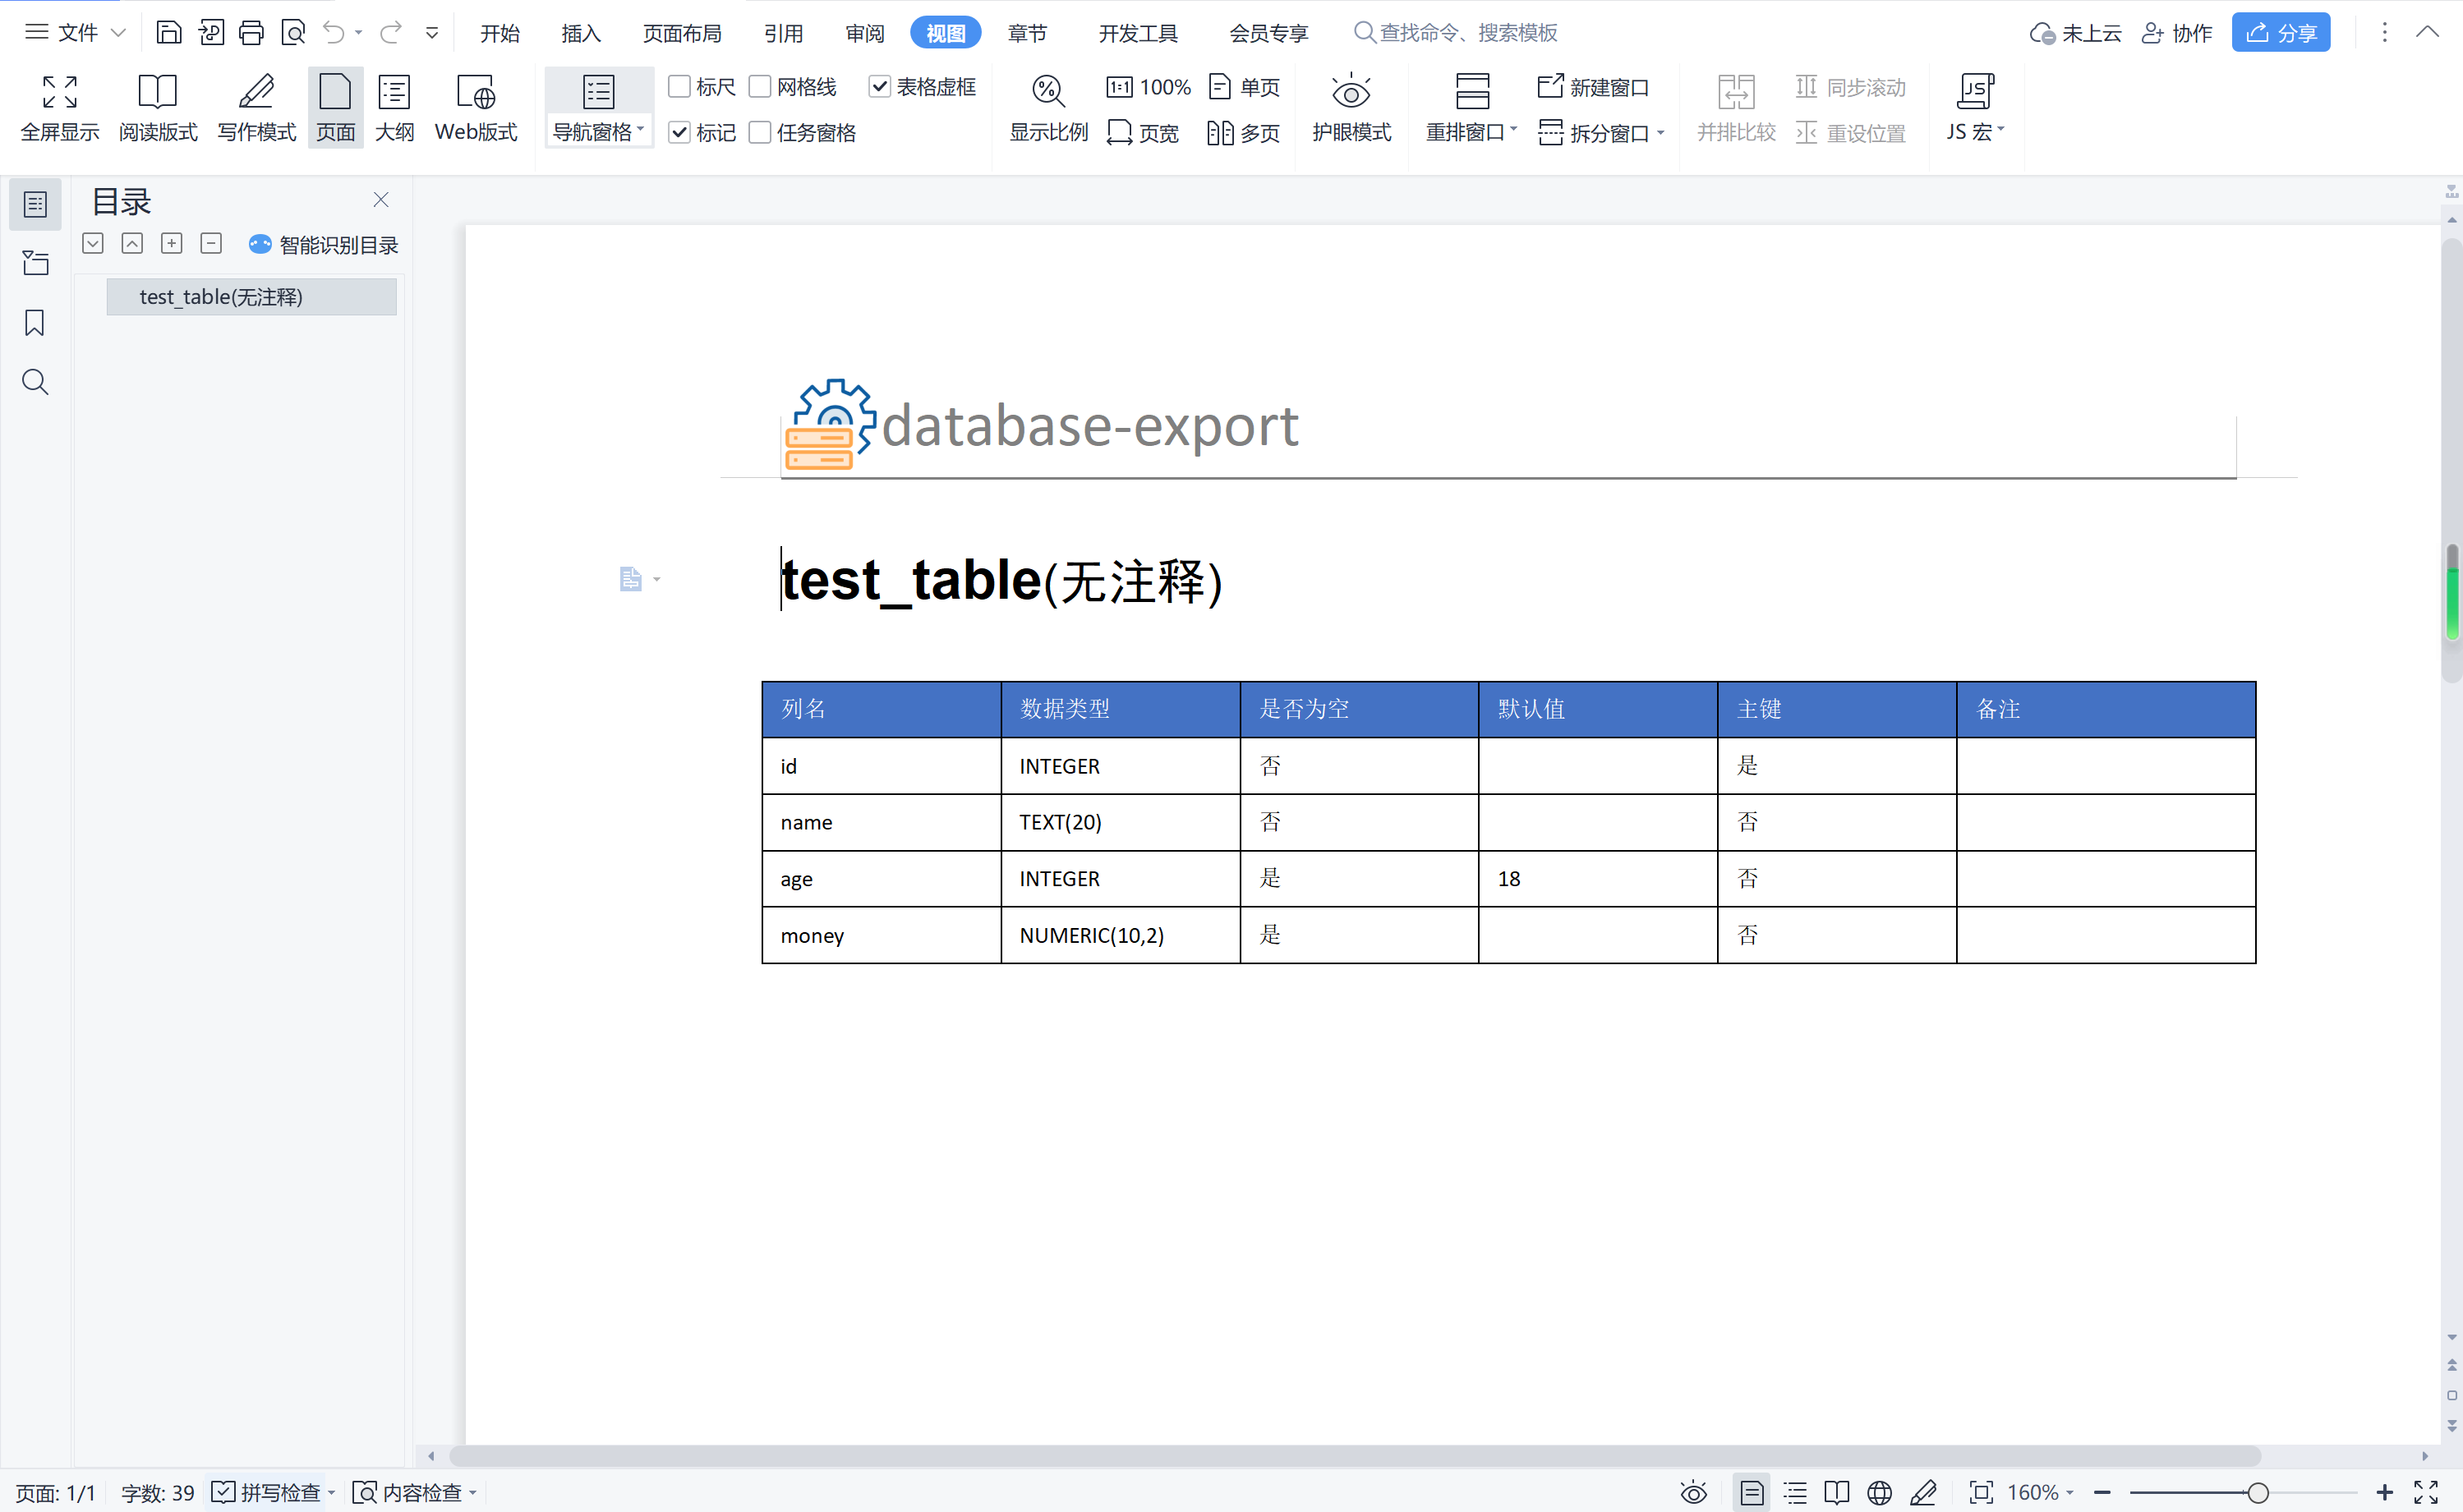 文件 开始 插入 页面布局 引用 审阅 视图 章节 开发工具 会员专享 查找命令、搜索模板 未上云 协作 分享
全屏显示 阅读版式 写作模式 页面 大纲 Web版式 导航窗格 标尺 网格线 表格虚框 显示比例 1:1 100% 单页 护眼模式 重排窗口 新建窗口 并排比较 同步滚动 JS 宏
标记 任务窗格 页宽 多页 拆分窗口 重设位置
目录
智能识别目录
test_table(无注释)
database-export
test_table(无注释)
列名 数据类型 是否为空 默认值 主键 备注
id INTEGER 否 是
name TEXT(20) 否 否
age INTEGER 是 18 否
money NUMERIC(10,2) 是 否
页面: 1/1 字数: 39 拼写检查 内容检查 160%